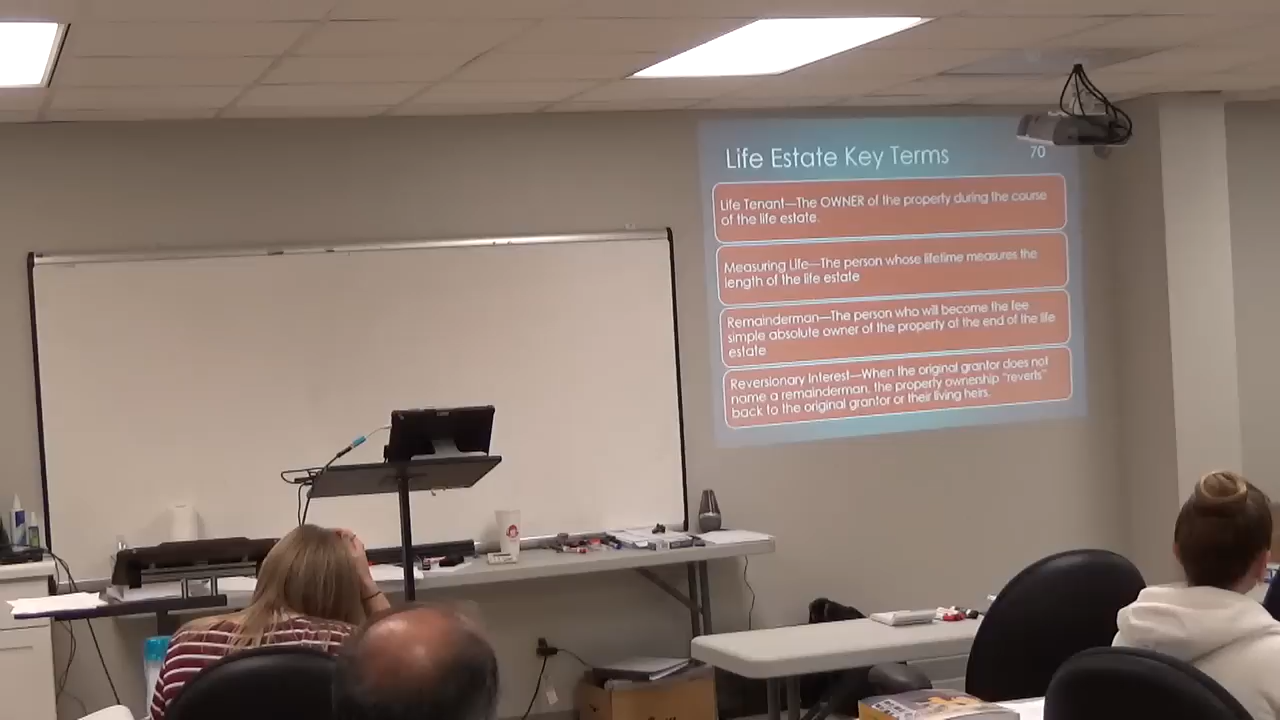 Life Estate Key Terms
70
Life Tenant—The OWNER of the property during the course
of the life estate.
Measuring Life—The person whose lifetime measures the
length of the life estate
Remainderman—The person who will become the fee
simple absolute owner of the property at the end of the life
estate
Reversionary Interest—When the original grantor does not
name a remainderman, the property ownership "reverts"
back to the original grantor or their living heirs.